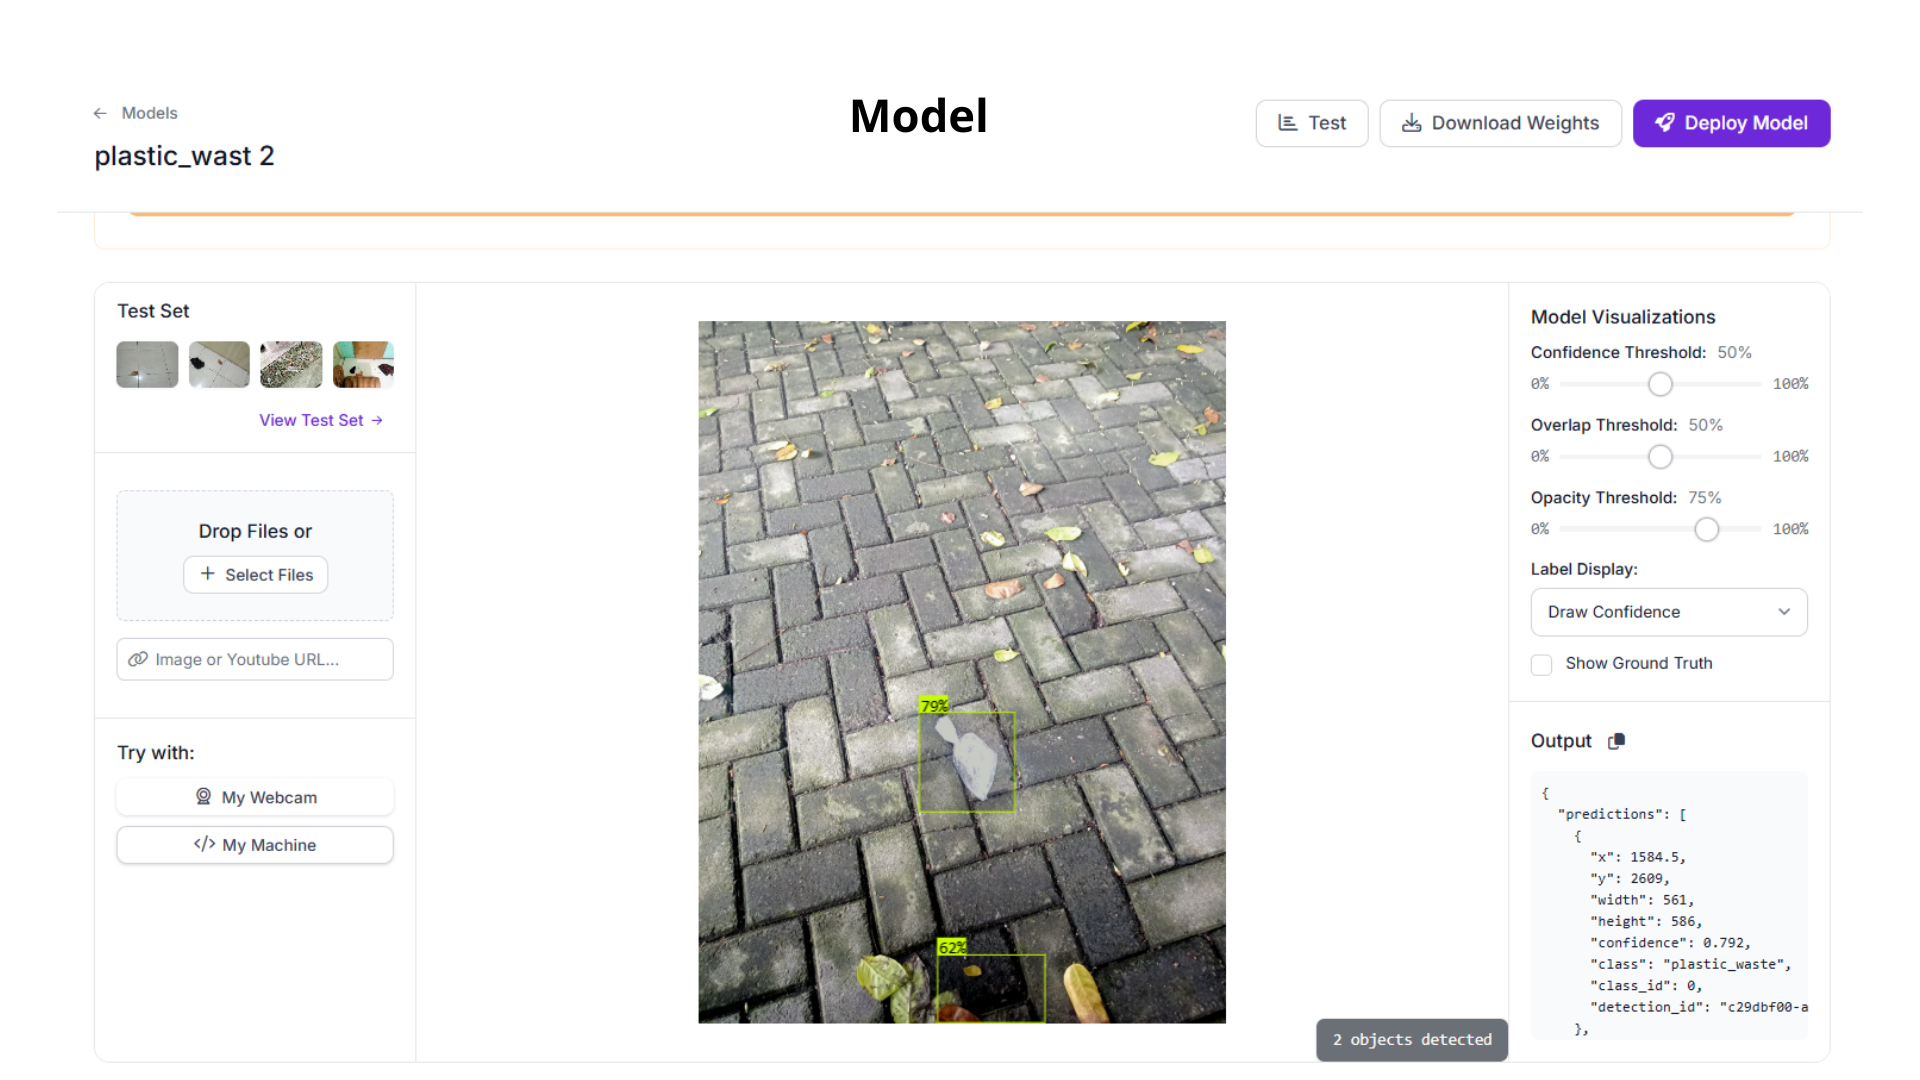 Models
plastic_wast 2
Model
Test
Download Weights
Deploy Model
Test Set
View Test Set →
Drop Files or
+ Select Files
Image or Youtube URL...
Try with:
My Webcam
</> My Machine
79%
62%
2 objects detected
Model Visualizations
Confidence Threshold: 50%
0% 100%
Overlap Threshold: 50%
0% 100%
Opacity Threshold: 75%
0% 100%
Label Display:
Draw Confidence
Show Ground Truth
Output
{
"predictions": [
{
"x": 1584.5,
"y": 2609,
"width": 561,
"height": 586,
"confidence": 0.792,
"class": "plastic_waste",
"class_id": 0,
"detection_id": "c29dbf00-a
},